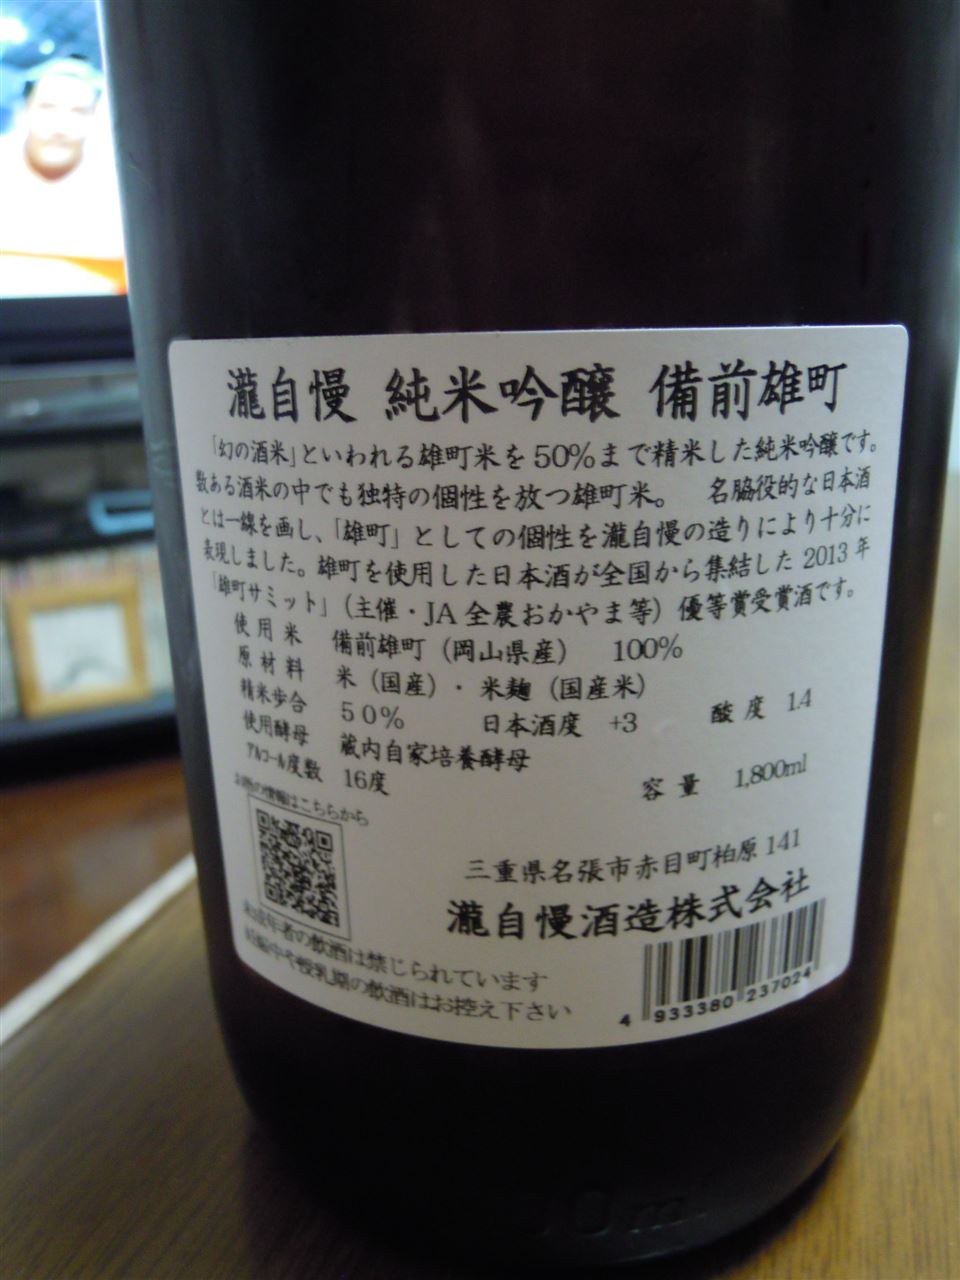 瀧自慢 純米吟醸 備前雄町
「幻の酒米」といわれる雄町米を50%まで精米した純米吟醸です。
数ある酒米の中でも独特の個性を放つ雄町米。 名脇役的な日本酒
とは一線を画し、「雄町」としての個性を瀧自慢の造りにより十分に
表現しました。雄町を使用した日本酒が全国から集結した 2013 年
「雄町サミット」（主催・JA全農おかやま等）優等賞受賞酒です。
使用米 備前雄町（岡山県産） 100%
原材料 米（国産）・米麹（国産米）
精米歩合 50% 日本酒度 +3 酸度 1.4
使用酵母 蔵内自家培養酵母
アルコール度数 16度 容量 1,800ml
お酒の情報はこちらから
三重県名張市赤目町柏原141
瀧自慢酒造株式会社
未成年者の飲酒は禁じられています
妊娠中や授乳期の飲酒はお控え下さい
4 933380 237024